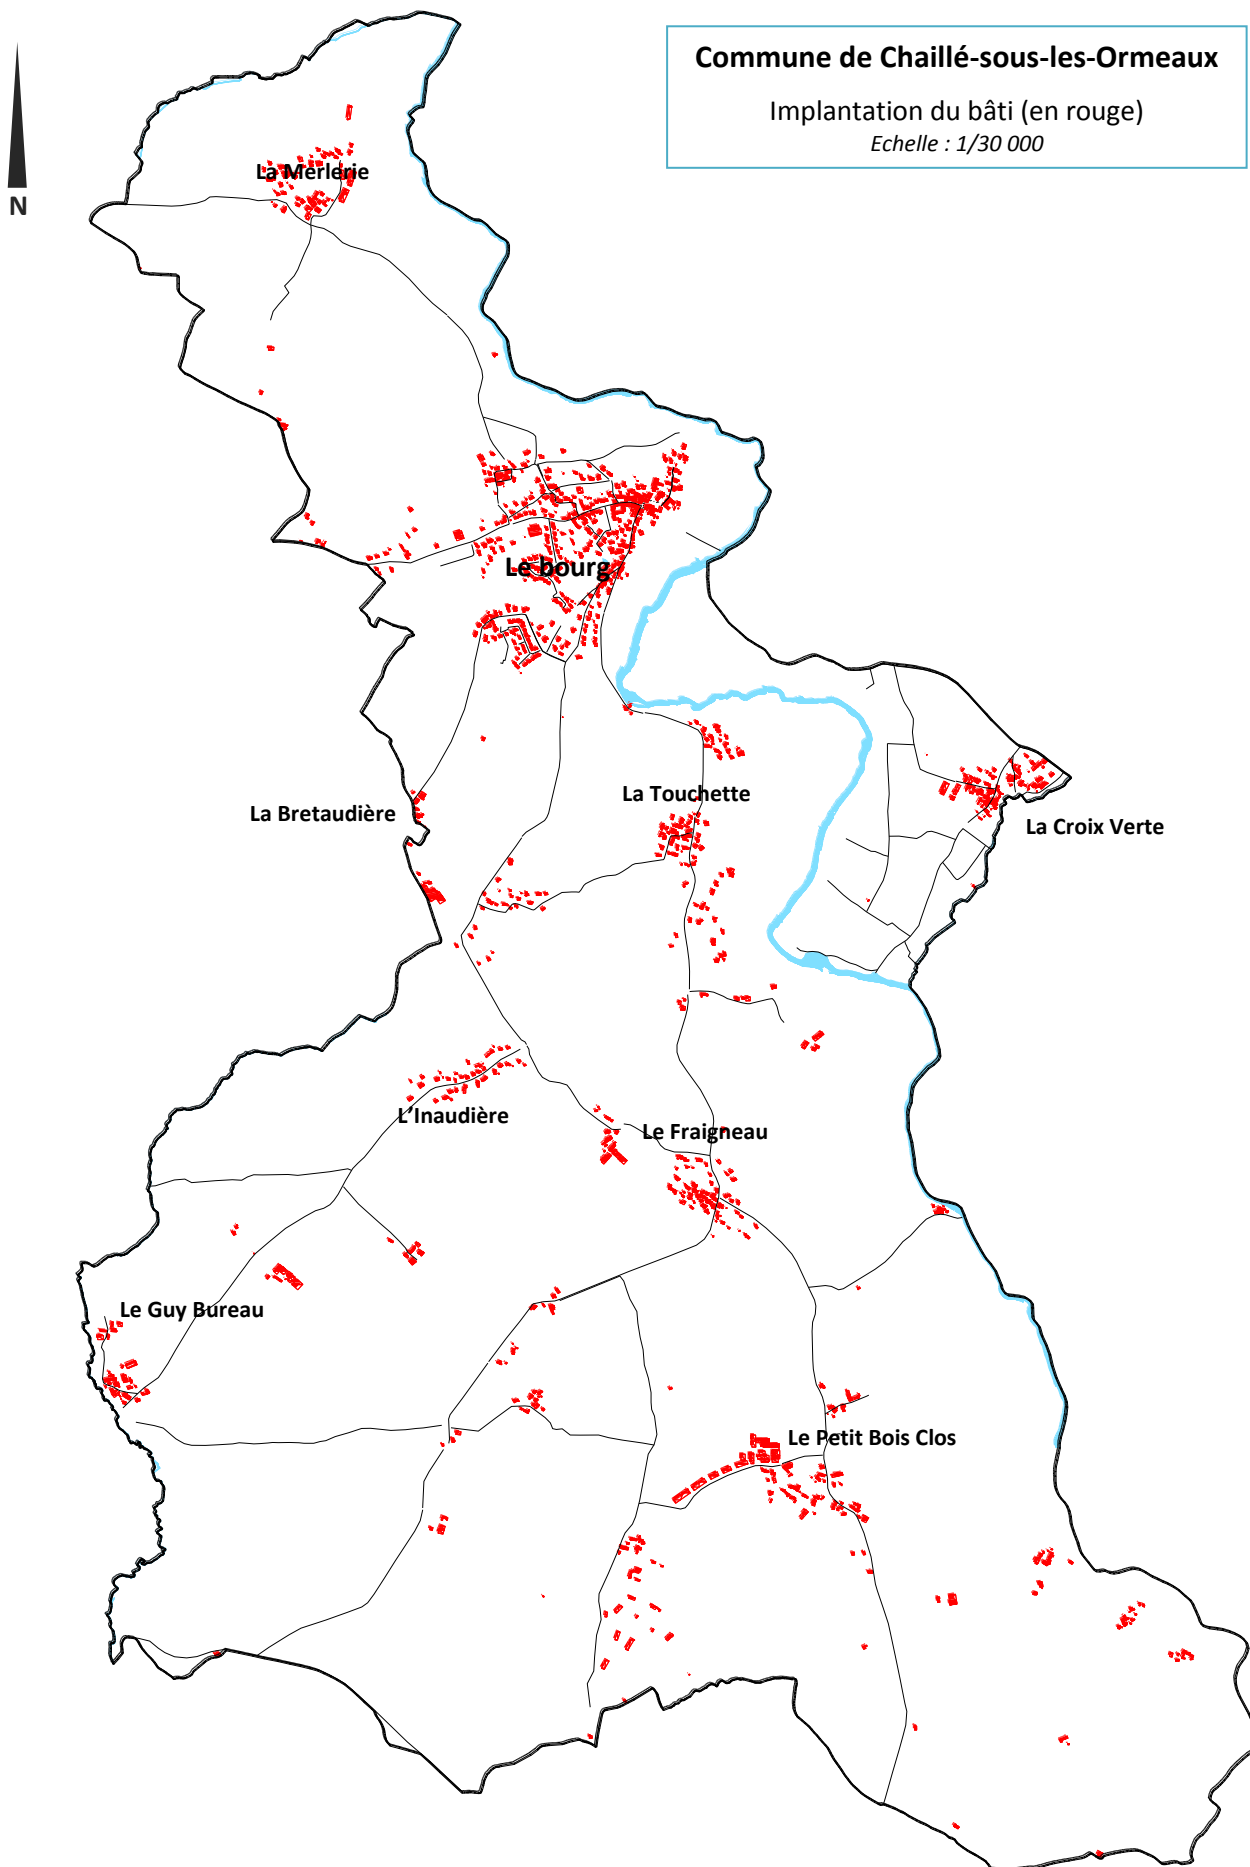 Commune de Chaillé-sous-les-Ormeaux
Implantation du bâti (en rouge)
Echelle : 1/30 000
N
La Merlerie
Le bourg
La Touchette
La Bretaudière
La Croix Verte
L'Inaudière
Le Fraigneau
Le Guy Bureau
Le Petit Bois Clos